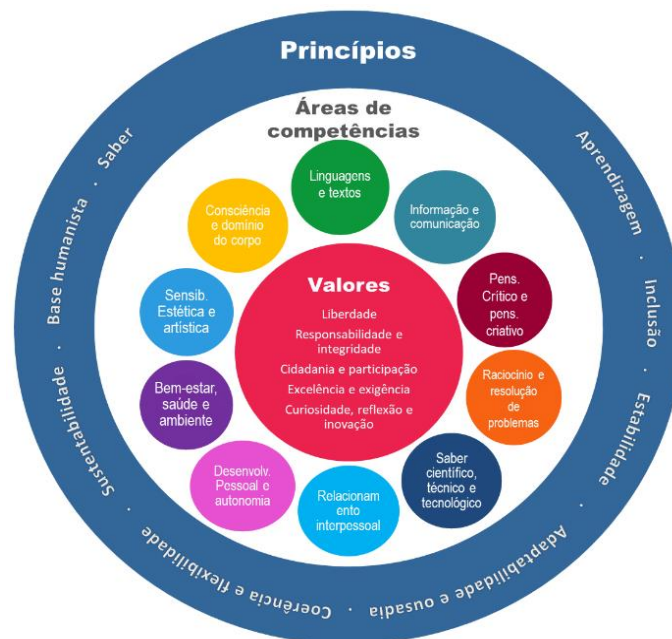 Princípios
Áreas de
competências
Linguagens
e textos
Informação e
comunicação
Pens.
Crítico e
pens.
criativo
Raciocínio e
resolução
de
problemas
Saber
científico,
técnico e
tecnológico
Relacionam
ento
interpessoal
Desenvolv.
Pessoal e
autonomia
Bem-estar,
saúde e
ambiente
Sensib.
Estética e
artística
Consciência
e domínio
do corpo
Valores
Liberdade
Responsabilidade e
integridade
Cidadania e participação
Excelência e exigência
Curiosidade, reflexão e
inovação
Aprendizagem · Inclusão · Estabilidade · Adaptabilidade e ousadia · Coerência e flexibilidade · Sustentabilidade · Base humanista · Saber